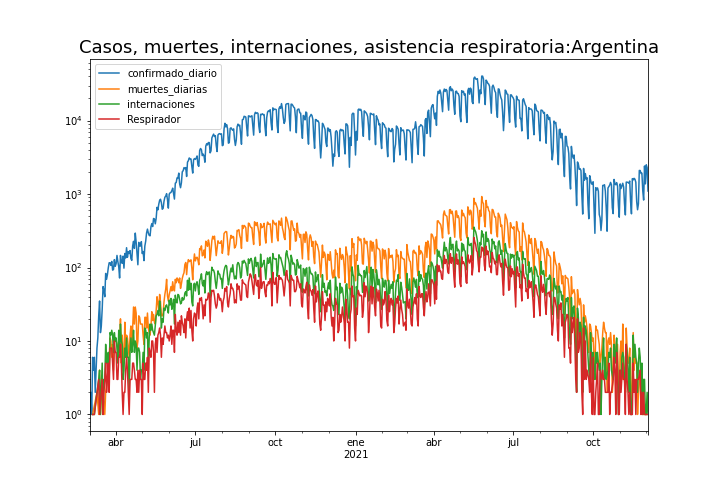 Casos, muertes, internaciones, asistencia respiratoria:Argentina
confirmado_diario
muertes_diarias
internaciones
Respirador
10⁴
10³
10²
10¹
10⁰
abr jul oct ene abr jul oct
2021